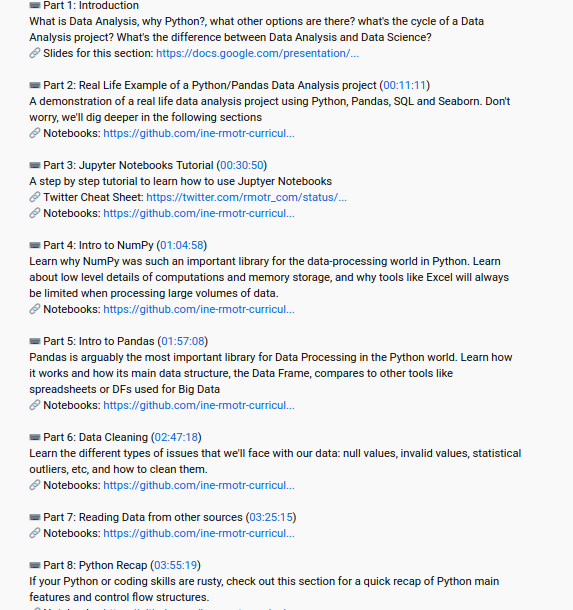 Part 1: Introduction
What is Data Analysis, why Python?, what other options are there? what's the cycle of a Data
Analysis project? What's the difference between Data Analysis and Data Science?
🔗 Slides for this section: https://docs.google.com/presentation/...
⌨️ Part 2: Real Life Example of a Python/Pandas Data Analysis project (00:11:11)
A demonstration of a real life data analysis project using Python, Pandas, SQL and Seaborn. Don't
worry, we'll dig deeper in the following sections
🔗 Notebooks: https://github.com/ine-rmotr-curricul...
⌨️ Part 3: Jupyter Notebooks Tutorial (00:30:50)
A step by step tutorial to learn how to use Juptyer Notebooks
🔗 Twitter Cheat Sheet: https://twitter.com/rmotr_com/status/...
🔗 Notebooks: https://github.com/ine-rmotr-curricul...
⌨️ Part 4: Intro to NumPy (01:04:58)
Learn why NumPy was such an important library for the data-processing world in Python. Learn
about low level details of computations and memory storage, and why tools like Excel will always
be limited when processing large volumes of data.
🔗 Notebooks: https://github.com/ine-rmotr-curricul...
⌨️ Part 5: Intro to Pandas (01:57:08)
Pandas is arguably the most important library for Data Processing in the Python world. Learn how
it works and how its main data structure, the Data Frame, compares to other tools like
spreadsheets or DFs used for Big Data
🔗 Notebooks: https://github.com/ine-rmotr-curricul...
⌨️ Part 6: Data Cleaning (02:47:18)
Learn the different types of issues that we'll face with our data: null values, invalid values, statistical
outliers, etc, and how to clean them.
🔗 Notebooks: https://github.com/ine-rmotr-curricul...
⌨️ Part 7: Reading Data from other sources (03:25:15)
🔗 Notebooks: https://github.com/ine-rmotr-curricul...
⌨️ Part 8: Python Recap (03:55:19)
If your Python or coding skills are rusty, check out this section for a quick recap of Python main
features and control flow structures.